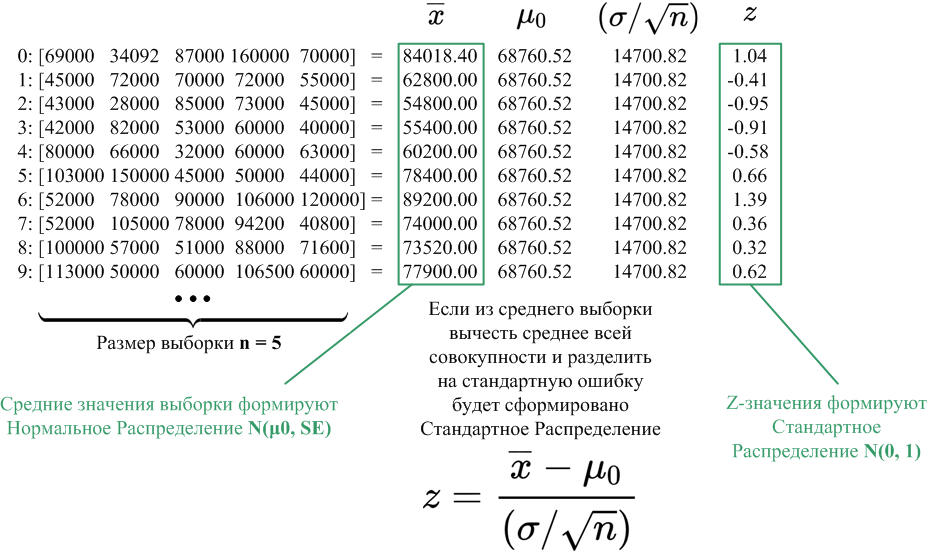 x̅ μ₀ (σ/√n) z
0: [69000 34092 87000 160000 70000] = 84018.40 68760.52 14700.82 1.04
1: [45000 72000 70000 72000 55000] = 62800.00 68760.52 14700.82 -0.41
2: [43000 28000 85000 73000 45000] = 54800.00 68760.52 14700.82 -0.95
3: [42000 82000 53000 60000 40000] = 55400.00 68760.52 14700.82 -0.91
4: [80000 66000 32000 60000 63000] = 60200.00 68760.52 14700.82 -0.58
5: [103000 150000 45000 50000 44000] = 78400.00 68760.52 14700.82 0.66
6: [52000 78000 90000 106000 120000] = 89200.00 68760.52 14700.82 1.39
7: [52000 105000 78000 94200 40800] = 74000.00 68760.52 14700.82 0.36
8: [100000 57000 51000 88000 71600] = 73520.00 68760.52 14700.82 0.32
9: [113000 50000 60000 106500 60000] = 77900.00 68760.52 14700.82 0.62
•••
Размер выборки n = 5
Средние значения выборки формируют
Нормальное Распределение N(μ0, SE)
Если из среднего выборки
вычесть среднее всей
совокупности и разделить
на стандартную ошибку
будет сформировано
Стандартное Распределение
z = (x̅ − μ₀) / (σ/√n)
Z-значения формируют
Стандартное
Распределение N(0, 1)